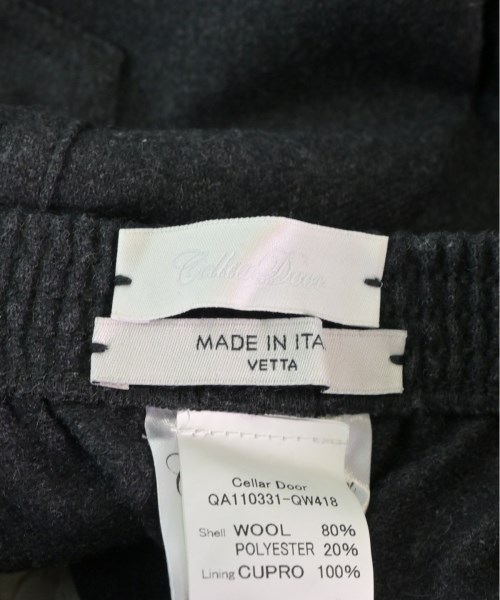 Cellar Door
MADE IN ITA
VETTA
Cellar Door
QA110331-QW418
Shell WOOL 80%
POLYESTER 20%
Lining CUPRO 100%